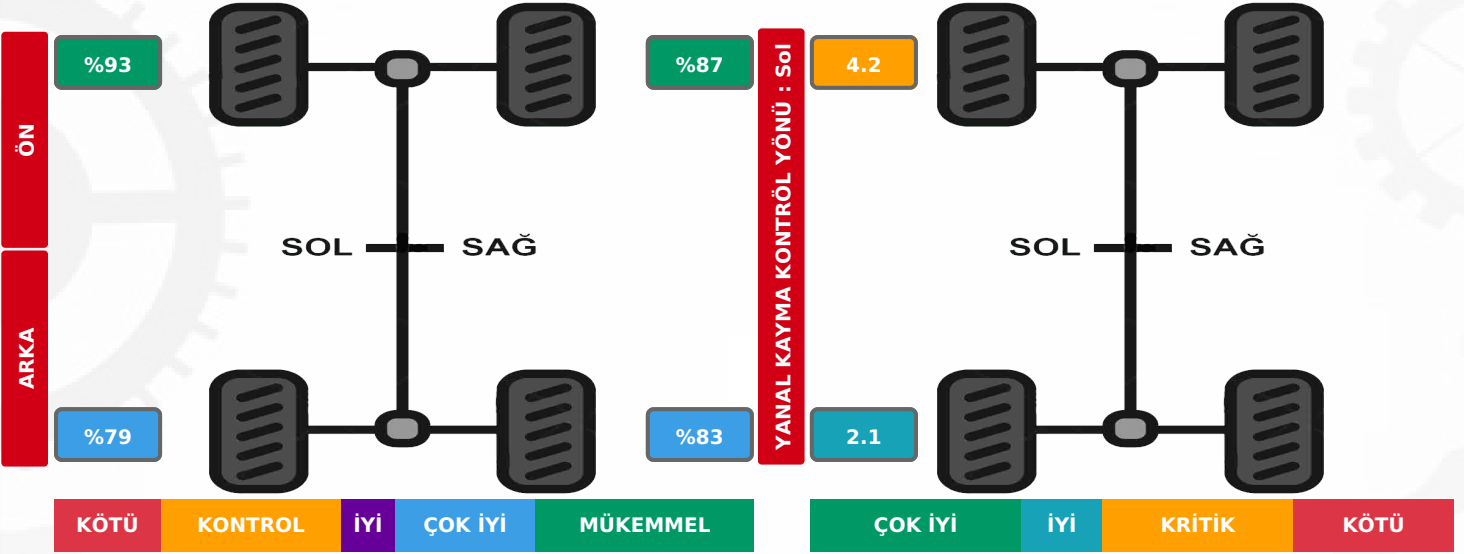 ÖN
%93
%87
YANAL KAYMA KONTRÖL YÖNÜ : Sol
4.2
SOL
SAĞ
SOL
SAĞ
ARKA
%79
%83
2.1
KÖTÜ
KONTROL
İYİ
ÇOK İYİ
MÜKEMMEL
ÇOK İYİ
İYİ
KRİTİK
KÖTÜ